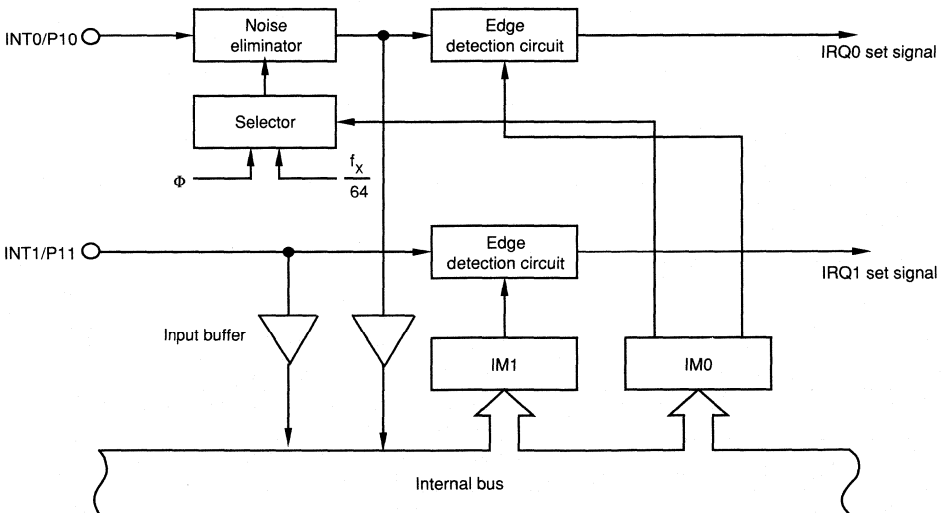 INT0/P10
Noise
eliminator
Edge
detection circuit
IRQ0 set signal
Selector
Φ
fX
64
INT1/P11
Edge
detection circuit
IRQ1 set signal
Input buffer
IM1
IM0
Internal bus